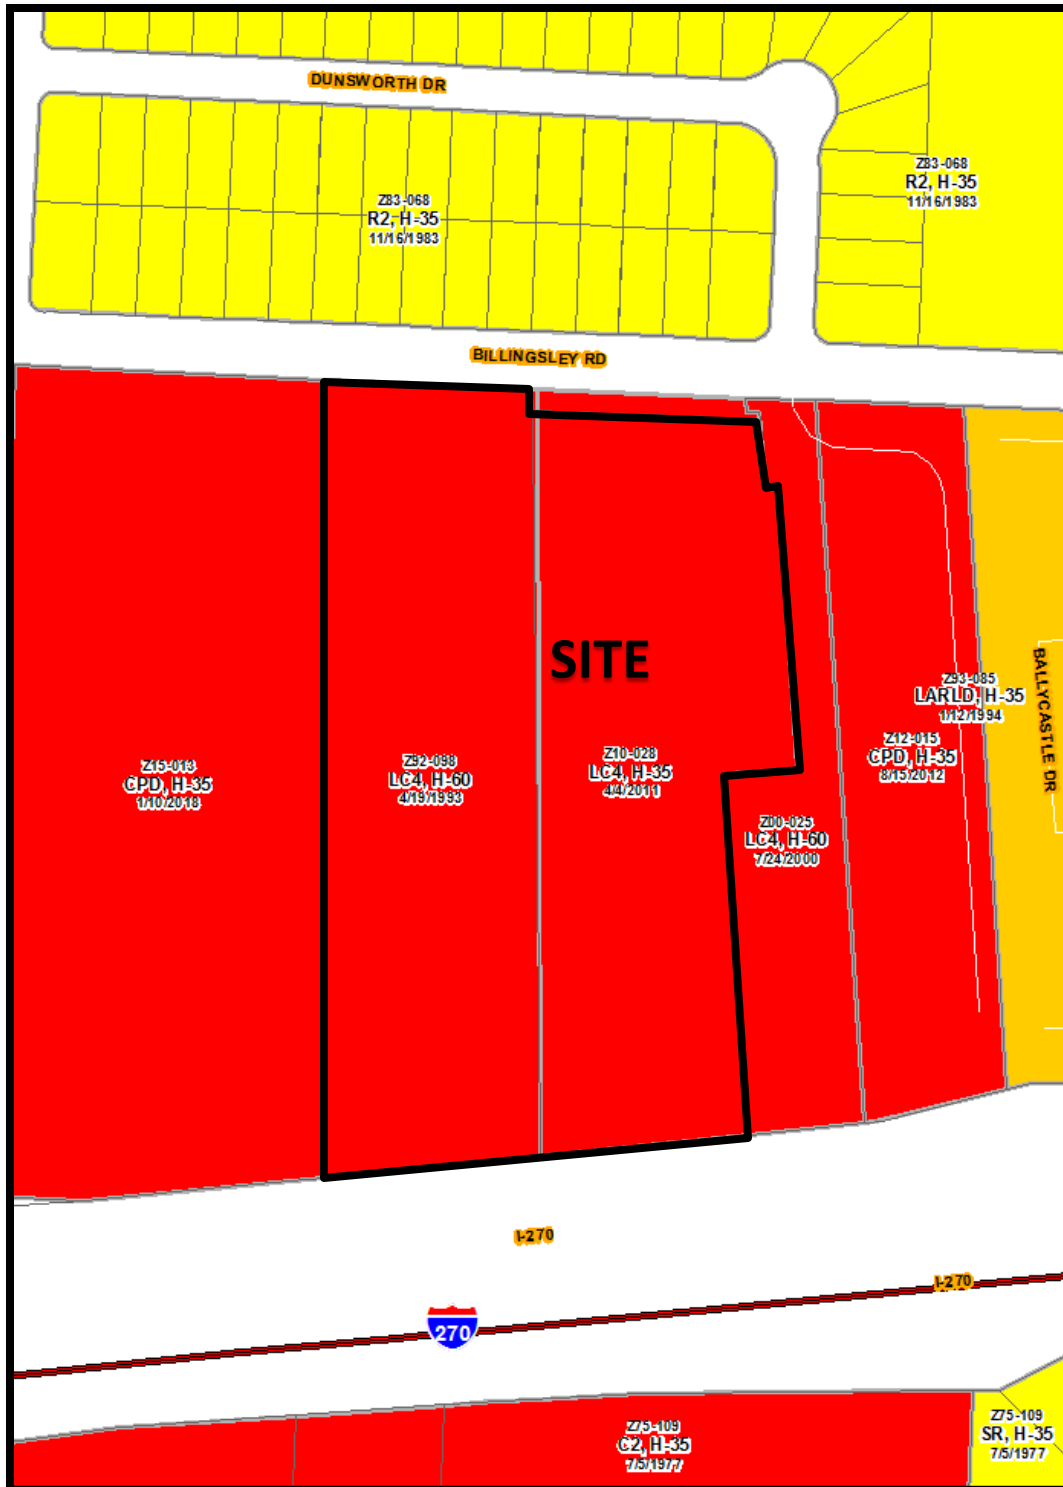 DUNSWORTH DR
Z83-068
R2, H-35
11/16/1983
Z83-068
R2, H-35
11/16/1983
BILLINGSLEY RD
SITE
Z15-013
CPD, H-35
1/10/2018
Z92-098
LC4, H-60
4/19/1993
Z10-028
LC4, H-35
4/4/2011
Z00-025
LC4, H-60
7/24/2000
Z12-015
CPD, H-35
8/15/2012
Z93-085
LARLD, H-35
1/12/1994
BALLYCASTLE DR
I-270
I-270
270
Z75-109
C2, H-35
7/5/1977
Z75-109
SR, H-35
7/5/1977